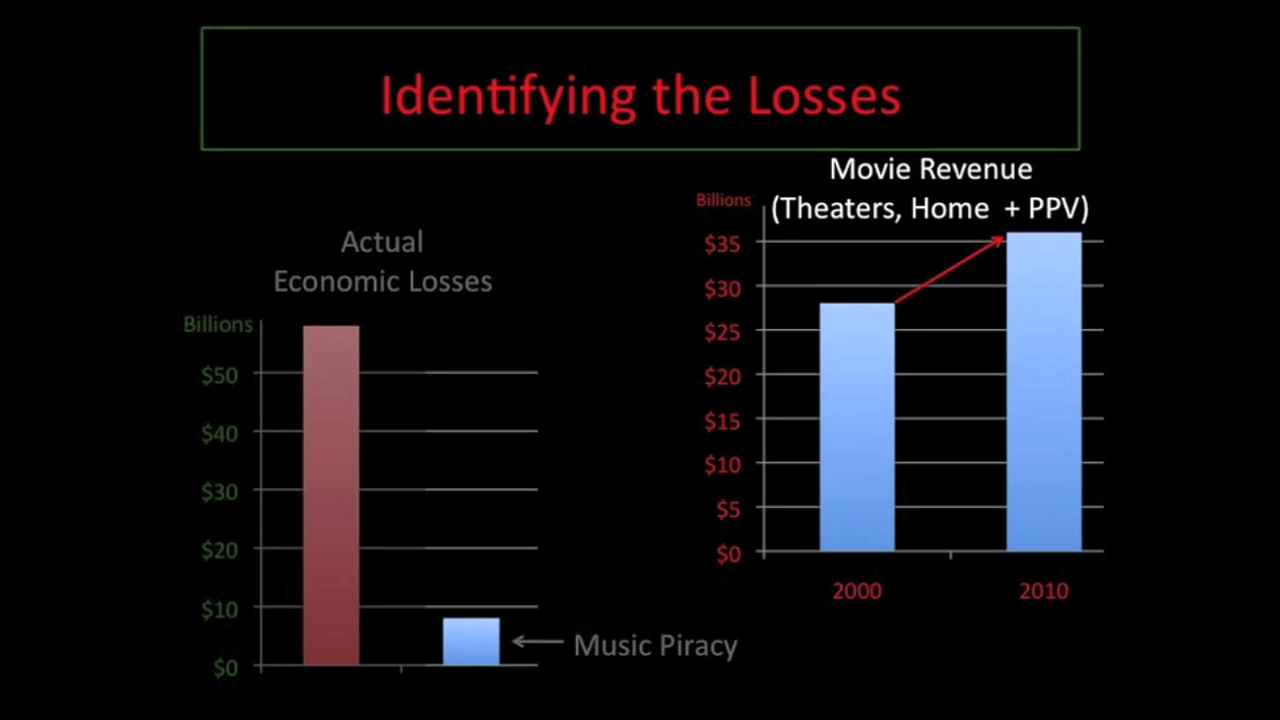 Identifying the Losses
Actual
Economic Losses
Billions
$50
$40
$30
$20
$10
$0
Music Piracy
Movie Revenue
(Theaters, Home + PPV)
Billions
$35
$30
$25
$20
$15
$10
$5
$0
2000
2010